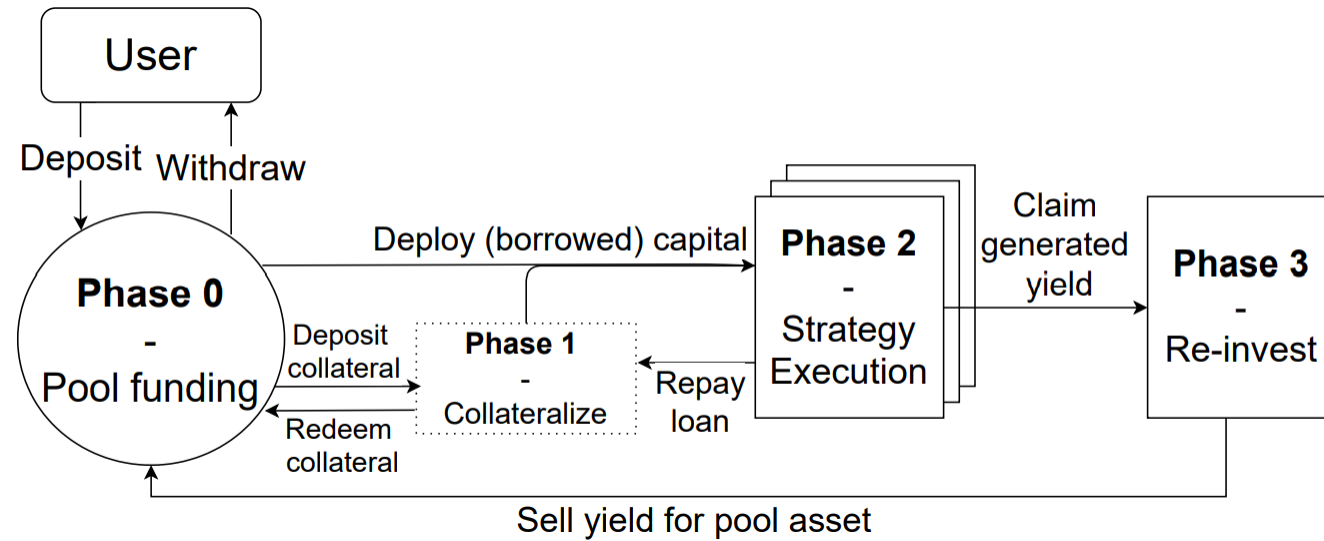 User
Deposit
Withdraw
Phase 0
-
Pool funding
Deploy (borrowed) capital
Deposit
collateral
Redeem
collateral
Phase 1
-
Collateralize
Repay
loan
Phase 2
-
Strategy
Execution
Claim
generated
yield
Phase 3
-
Re-invest
Sell yield for pool asset